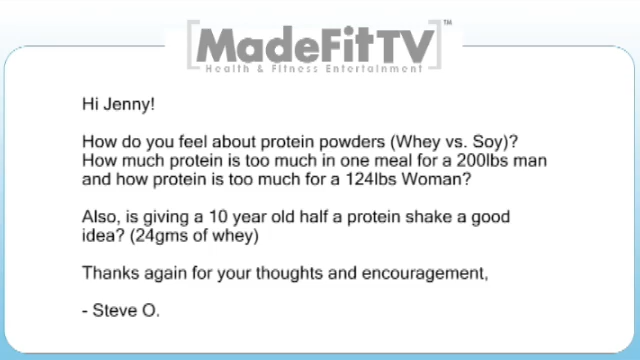 [MadeFitTV]™
Health & Fitness Entertainment
Hi Jenny!
How do you feel about protein powders (Whey vs. Soy)?
How much protein is too much in one meal for a 200lbs man
and how protein is too much for a 124lbs Woman?
Also, is giving a 10 year old half a protein shake a good
idea? (24gms of whey)
Thanks again for your thoughts and encouragement,
- Steve O.